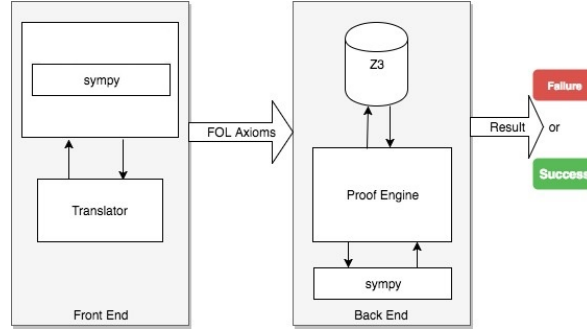 sympy
Translator
Front End
FOL Axioms
Z3
Proof Engine
sympy
Back End
Result
or
Failure
Success